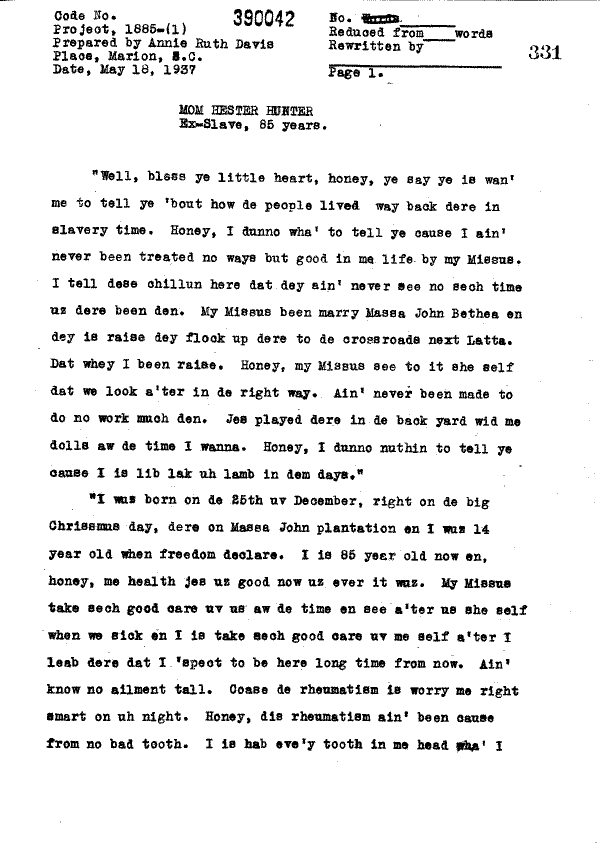 Code No. 390042 No. Words
Project, 1885-(1) Reduced from____words
Prepared by Annie Ruth Davis Rewritten by
Place, Marion, S.C. 331
Date, May 18, 1937 Page 1.
MOM HESTER HUNTER
Ex-Slave, 85 years.
"Well, bless ye little heart, honey, ye say ye is wan'
me to tell ye 'bout how de people lived way back dere in
slavery time. Honey, I dunno wha' to tell ye cause I ain'
never been treated no ways but good in me life by my Missus.
I tell dese chillun here dat dey ain' never see no sech time
uz dere been den. My Missus been marry Massa John Bethea en
dey is raise dey flock up dere to de crossroads next Latta.
Dat whey I been raise. Honey, my Missus see to it she self
dat we look a'ter in de right way. Ain' never been made to
do no work much den. Jes played dere in de back yard wid me
dolls aw de time I wanna. Honey, I dunno nuthin to tell ye
cause I is lib lak uh lamb in dem days."
"I wus born on de 25th uv December, right on de big
Chrissmus day, dere on Massa John plantation en I wuz 14
year old when freedom declare. I is 85 year old now en,
honey, me health jes uz good now uz ever it wuz. My Missus
take sech good care uv us aw de time en see a'ter us she self
when we sick en I is take sech good care uv me self a'ter I
leab dere dat I 'spect to be here long time from now. Ain'
know no ailment tall. Coase de rheumatism is worry me right
smart on uh night. Honey, dis rheumatism ain' been cause
from no bad tooth. I is hab eve'y tooth in me head wha' I